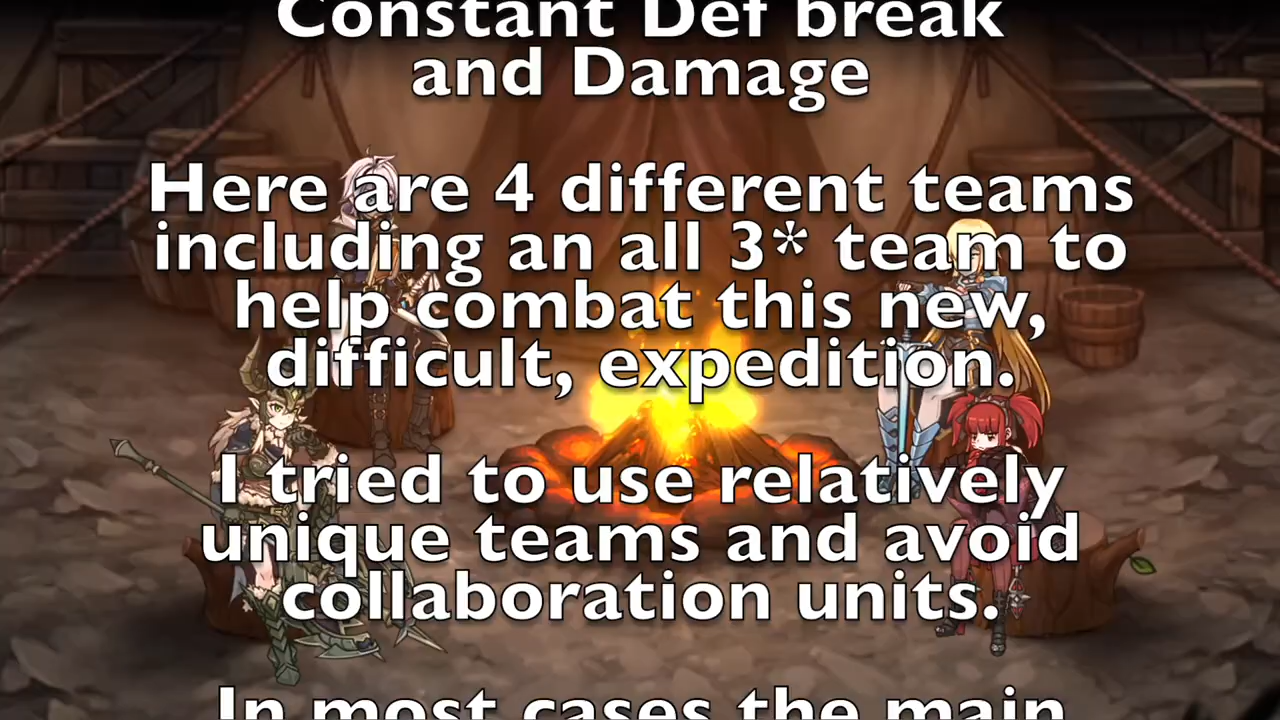 Constant Def break
and Damage
Here are 4 different teams
including an all 3* team to
help combat this new,
difficult, expedition.
I tried to use relatively
unique teams and avoid
collaboration units.
In most cases the main